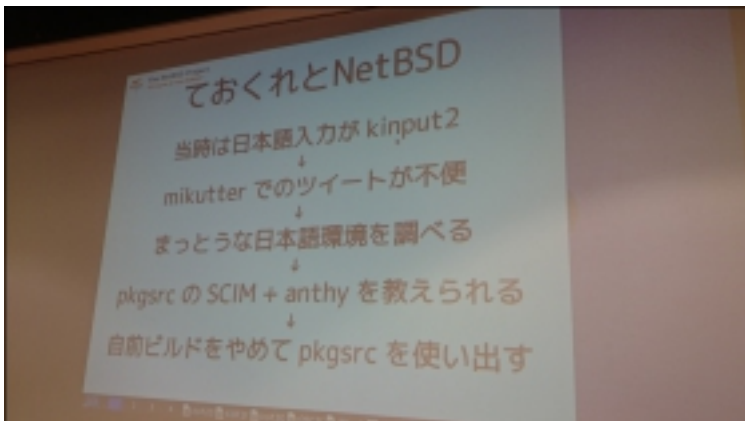 ておくれとNetBSD
当時は日本語入力が kinput2
↓
mikutter でのツイートが不便
↓
まっとうな日本語環境を調べる
↓
pkgsrc の SCIM + anthy を教えられる
↓
自前ビルドをやめて pkgsrc を使い出す